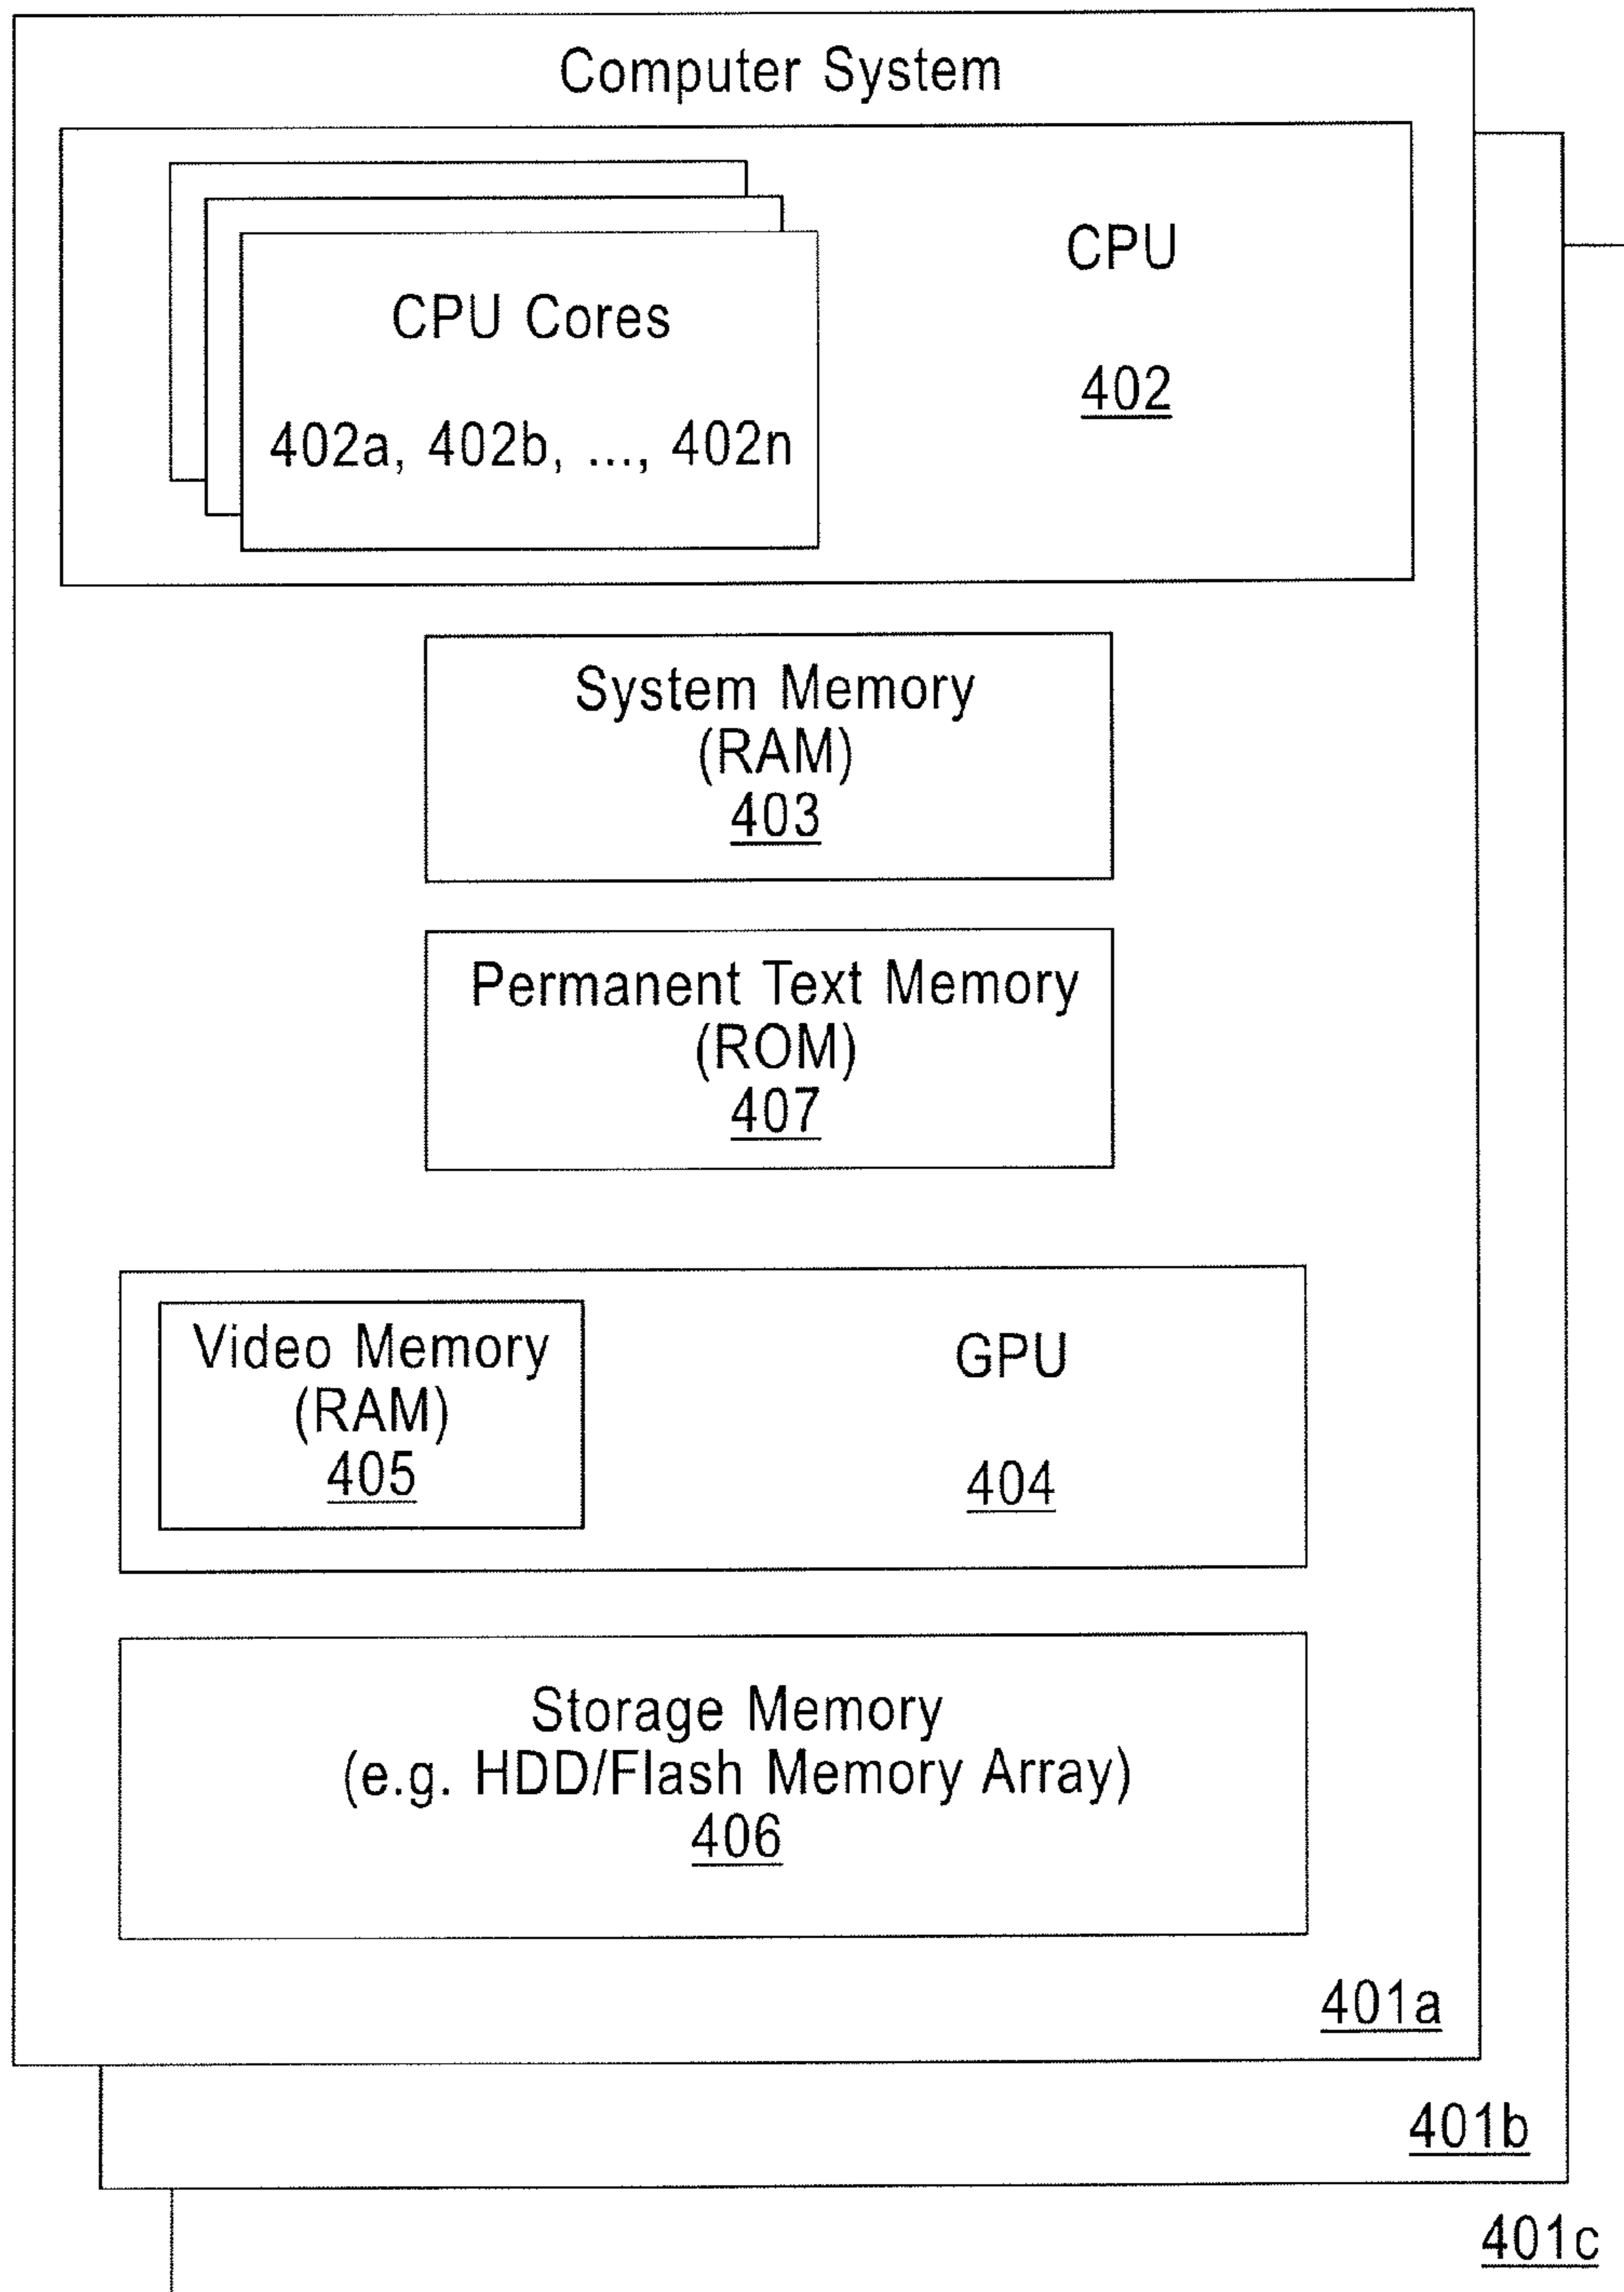 Computer System
CPU Cores
402a, 402b, ..., 402n
CPU
402
System Memory
(RAM)
403
Permanent Text Memory
(ROM)
407
Video Memory
(RAM)
405
GPU
404
Storage Memory
(e.g. HDD/Flash Memory Array)
406
401a
401b
401c